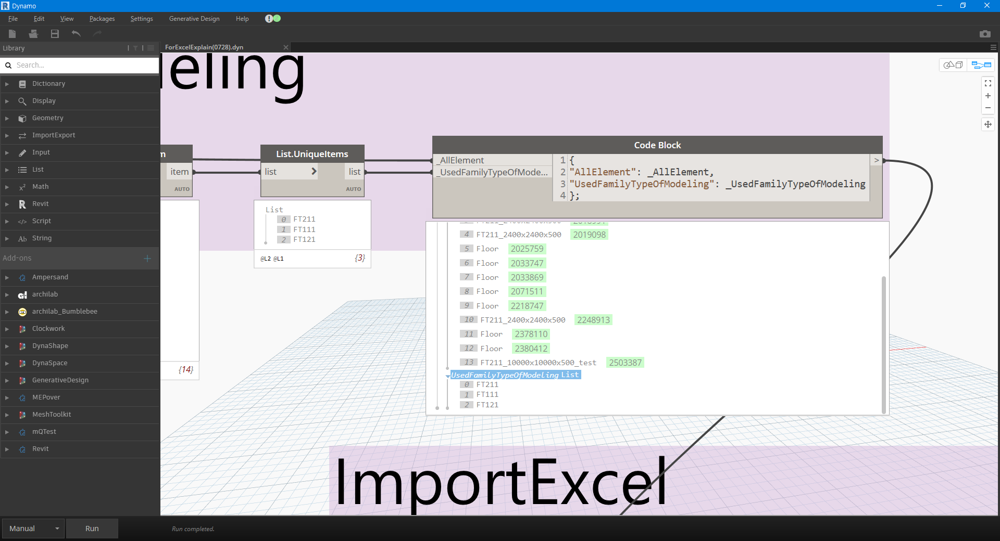 Dynamo
File Edit View Packages Settings Generative Design Help
Library
ForExcelExplain(0728).dyn
Search...
Dictionary
Display
Geometry
ImportExport
Input
List
Math
Revit
Script
String
Add-ons
Ampersand
archilab
archilab_Bumblebee
Clockwork
DynaShape
DynaSpace
GenerativeDesign
MEPover
MeshToolkit
mQTest
Revit
Manual
Run
Run completed.
deling
m
item
AUTO
{14}
List.UniqueItems
list > list
AUTO
List
0 FT211
1 FT111
2 FT121
@L2 @L1 {3}
Code Block
_AllElement
_UsedFamilyTypeOfMode...
1 {
2 "AllElement": _AllElement,
3 "UsedFamilyTypeOfModeling": _UsedFamilyTypeOfModeling
4 };
>
4 FT211_2400x2400x500 2019098
5 Floor 2025759
6 Floor 2033747
7 Floor 2033869
8 Floor 2071511
9 Floor 2218747
10 FT211_2400x2400x500 2248913
11 Floor 2378110
12 Floor 2380412
13 FT211_10000x10000x500_test 2503387
UsedFamilyTypeOfModeling List
0 FT211
1 FT111
2 FT121
ImportExcel